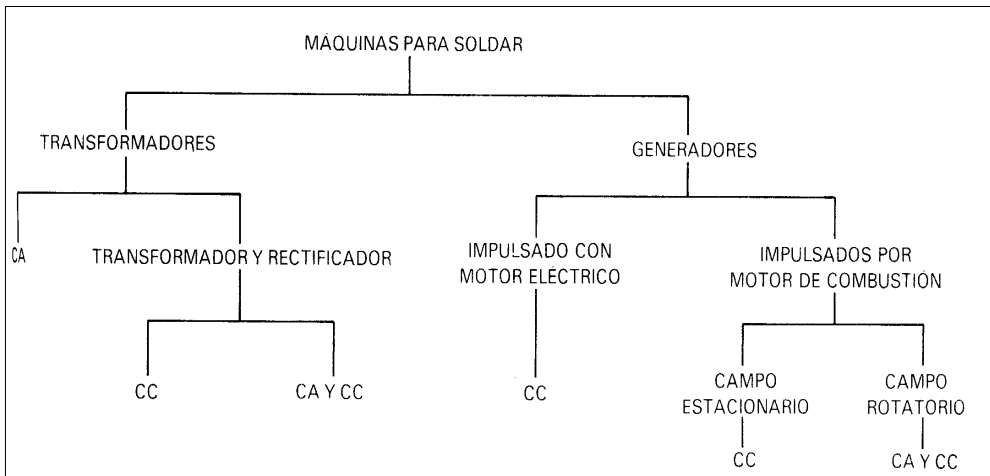 MÁQUINAS PARA SOLDAR
TRANSFORMADORES
GENERADORES
CA
TRANSFORMADOR Y RECTIFICADOR
IMPULSADO CON
MOTOR ELÉCTRICO
IMPULSADOS POR
MOTOR DE COMBUSTIÓN
CC
CA Y CC
CC
CAMPO
ESTACIONARIO
CAMPO
ROTATORIO
CC
CA Y CC